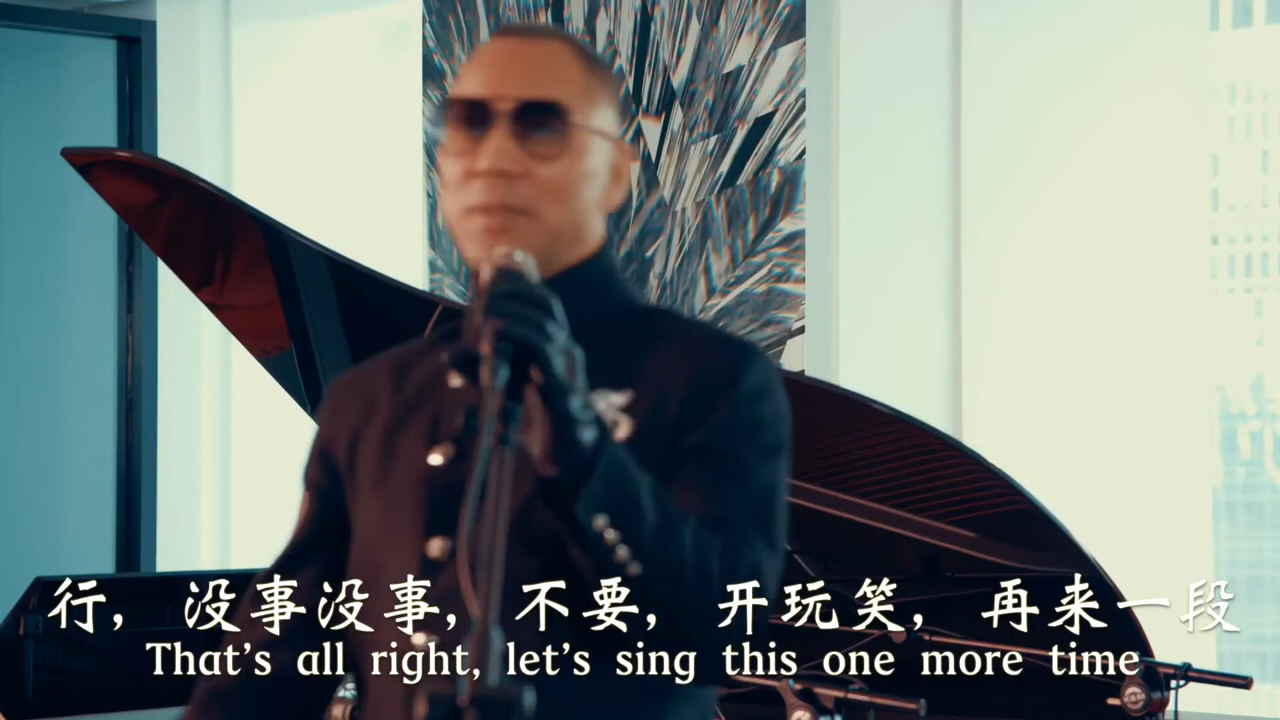 行, 没事没事, 不要, 开玩笑, 再来一段
That's all right, let's sing this one more time